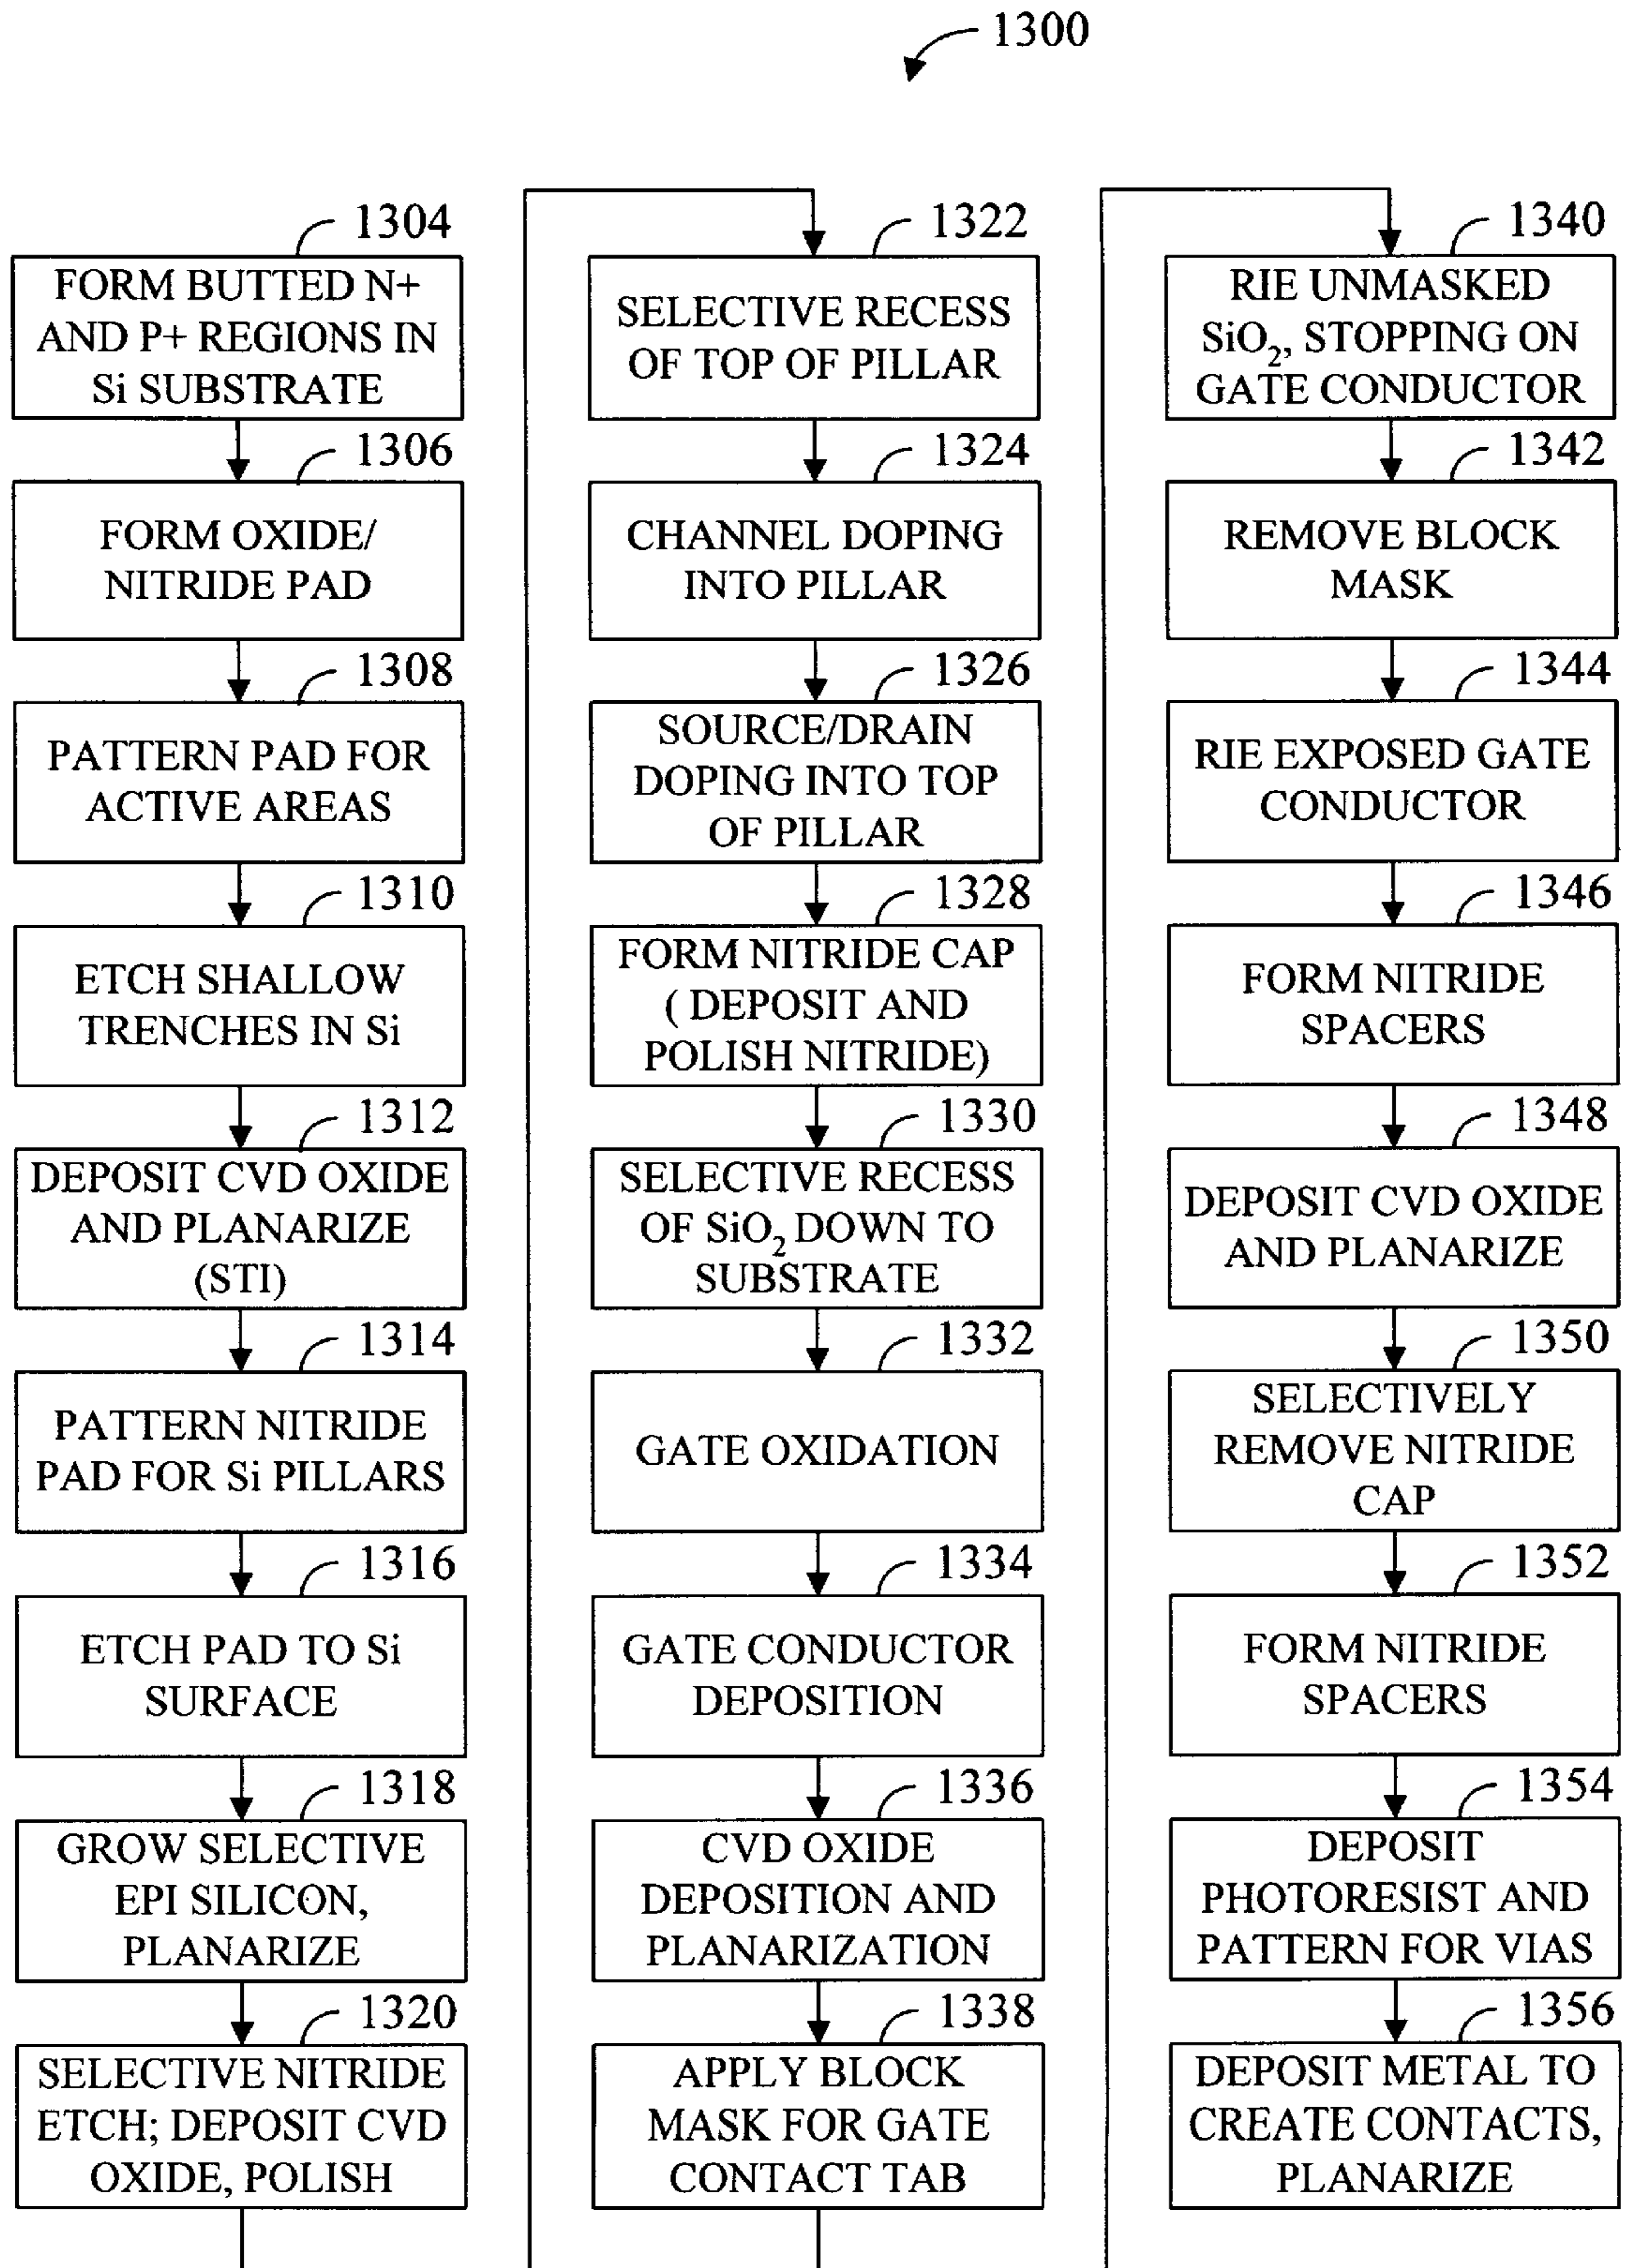 1300
1304
FORM BUTTED N+
AND P+ REGIONS IN
Si SUBSTRATE
1306
FORM OXIDE/
NITRIDE PAD
1308
PATTERN PAD FOR
ACTIVE AREAS
1310
ETCH SHALLOW
TRENCHES IN Si
1312
DEPOSIT CVD OXIDE
AND PLANARIZE
(STI)
1314
PATTERN NITRIDE
PAD FOR Si PILLARS
1316
ETCH PAD TO Si
SURFACE
1318
GROW SELECTIVE
EPI SILICON,
PLANARIZE
1320
SELECTIVE NITRIDE
ETCH; DEPOSIT CVD
OXIDE, POLISH
1322
SELECTIVE RECESS
OF TOP OF PILLAR
1324
CHANNEL DOPING
INTO PILLAR
1326
SOURCE/DRAIN
DOPING INTO TOP
OF PILLAR
1328
FORM NITRIDE CAP
( DEPOSIT AND
POLISH NITRIDE)
1330
SELECTIVE RECESS
OF SiO₂ DOWN TO
SUBSTRATE
1332
GATE OXIDATION
1334
GATE CONDUCTOR
DEPOSITION
1336
CVD OXIDE
DEPOSITION AND
PLANARIZATION
1338
APPLY BLOCK
MASK FOR GATE
CONTACT TAB
1340
RIE UNMASKED
SiO₂, STOPPING ON
GATE CONDUCTOR
1342
REMOVE BLOCK
MASK
1344
RIE EXPOSED GATE
CONDUCTOR
1346
FORM NITRIDE
SPACERS
1348
DEPOSIT CVD OXIDE
AND PLANARIZE
1350
SELECTIVELY
REMOVE NITRIDE
CAP
1352
FORM NITRIDE
SPACERS
1354
DEPOSIT
PHOTORESIST AND
PATTERN FOR VIAS
1356
DEPOSIT METAL TO
CREATE CONTACTS,
PLANARIZE